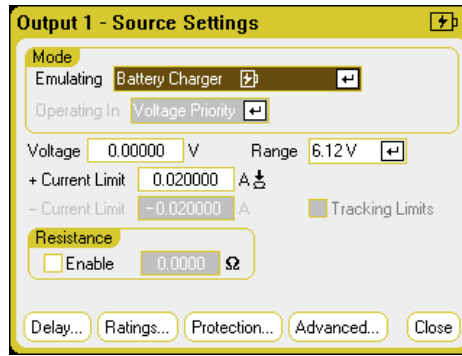 Output 1 - Source Settings
Mode
Emulating Battery Charger
Operating In Voltage Priority
Voltage 0.00000 V Range 6.12 V
+ Current Limit 0.020000 A
- Current Limit -0.020000 A Tracking Limits
Resistance
Enable 0.0000 Ω
Delay... Ratings... Protection... Advanced... Close